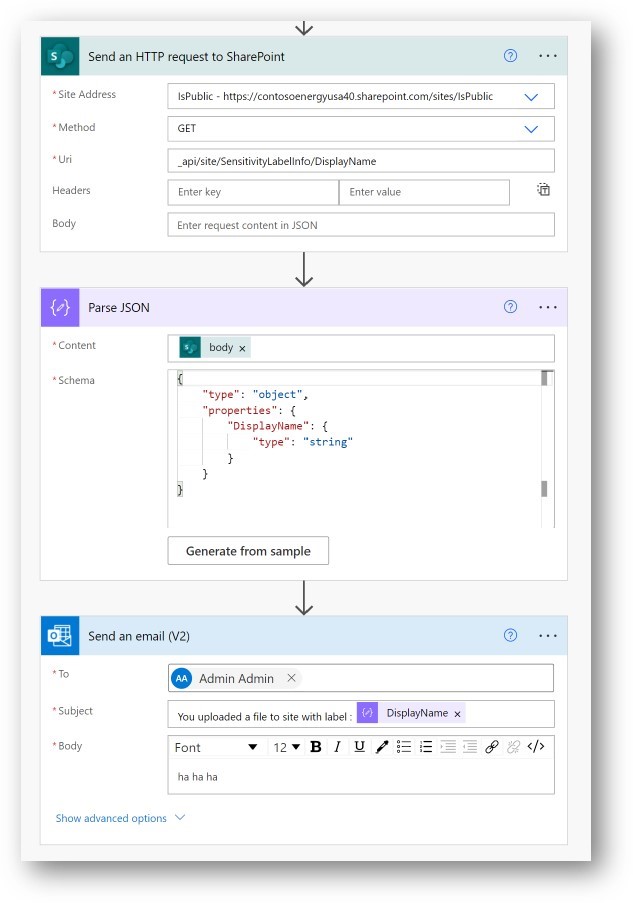 Send an HTTP request to SharePoint
* Site Address
IsPublic - https://contosoenergyusa40.sharepoint.com/sites/IsPublic
* Method
GET
* Uri
_api/site/SensitivityLabelInfo/DisplayName
Headers
Enter key
Enter value
Body
Enter request content in JSON
Parse JSON
* Content
body
* Schema
{
"type": "object",
"properties": {
"DisplayName": {
"type": "string"
}
}
}
Generate from sample
Send an email (V2)
* To
AA Admin Admin
* Subject
You uploaded a file to site with label : DisplayName
* Body
Font 12 B I U </>
ha ha ha
Show advanced options